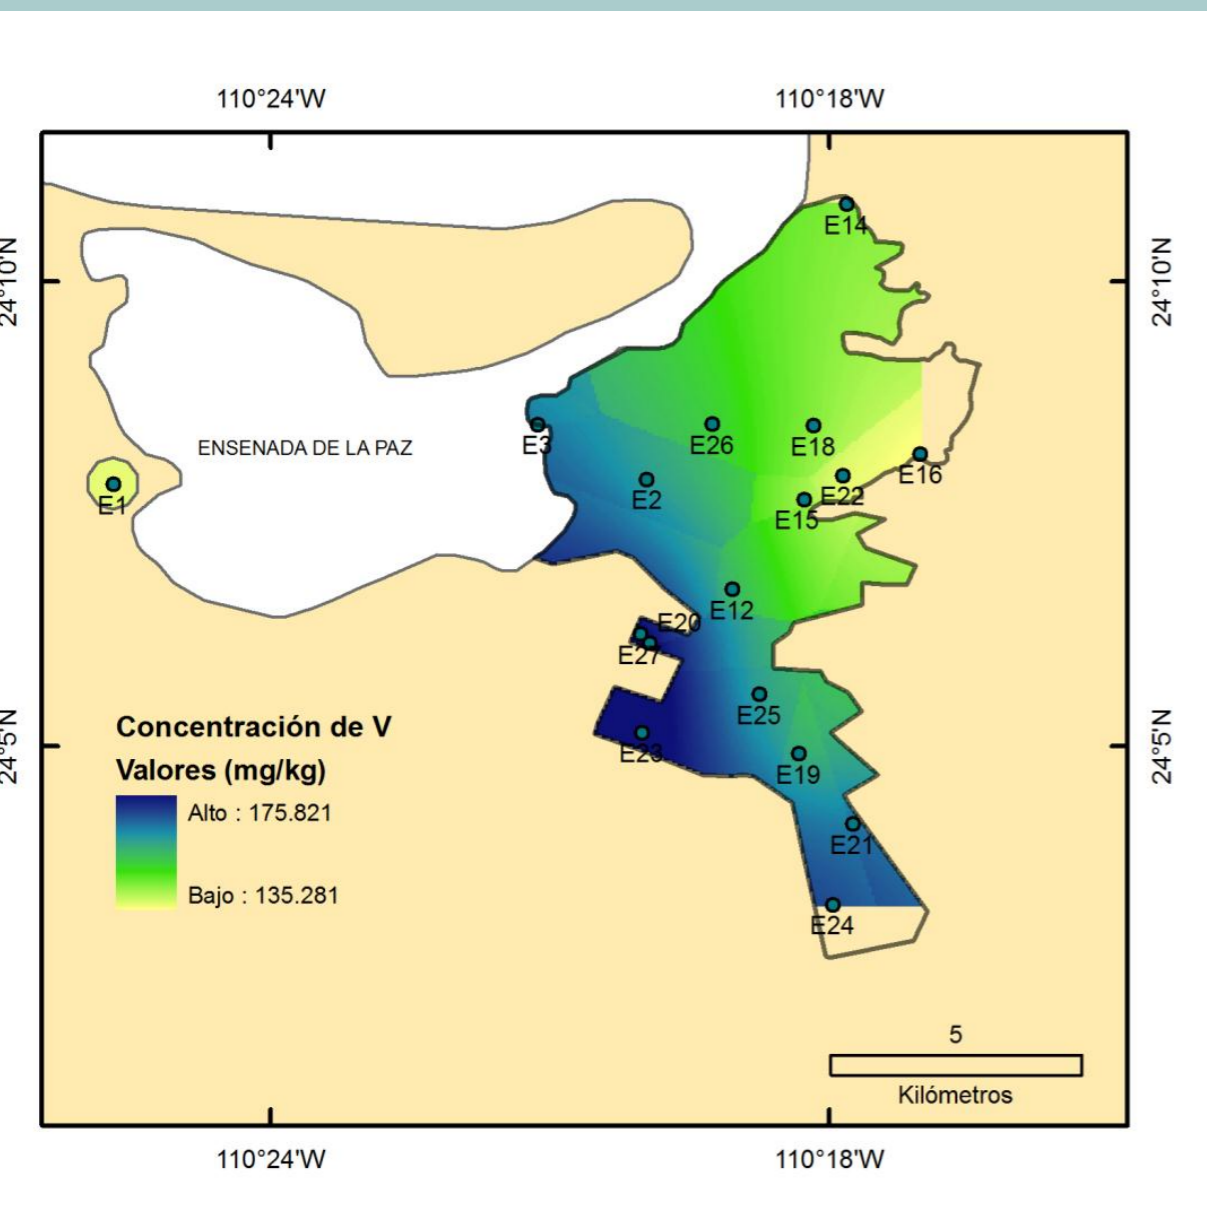 110°24'W
110°18'W
24°10'N
24°10'N
E14
E3
E26
E18
ENSENADA DE LA PAZ
E16
E1
E2
E22
E15
E12
E20
E27
E25
E23
E19
24°5'N
24°5'N
Concentración de V
Valores (mg/kg)
Alto : 175.821
Bajo : 135.281
E21
E24
5
Kilómetros
110°24'W
110°18'W